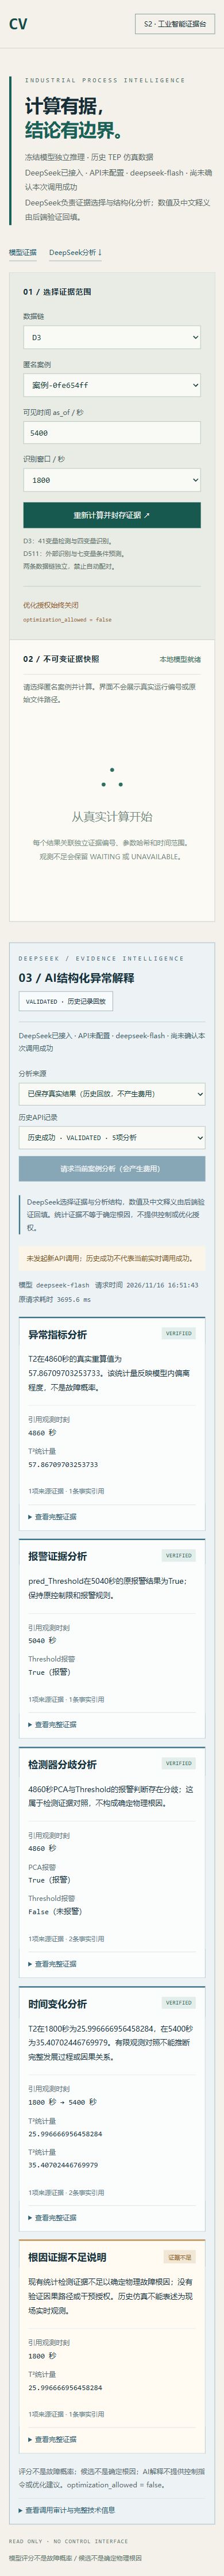 CV
S2 · 工业智能证据台
INDUSTRIAL PROCESS INTELLIGENCE
计算有据，
结论有边界。
冻结模型独立推理 · 历史 TEP 仿真数据
DeepSeek已接入 · API未配置 · deepseek-flash · 尚未确
认本次调用成功
DeepSeek负责证据选择与结构化分析；数值及中文释义
由后端验证回填。
模型证据 DeepSeek分析 ↓
01 / 选择证据范围
数据链
D3
匿名案例
案例-0fe654ff
可见时间 as_of / 秒
5400
识别窗口 / 秒
1800
重新计算并封存证据 ↗
D3：41变量检测与四变量识别。
D511：外部识别与七变量条件预测。
两条数据链独立，禁止自动配对。
优化授权始终关闭
optimization_allowed = false
02 / 不可变证据快照 本地模型就绪
请选择匿名案例并计算。界面不会展示真实运行编号或原
始文件路径。
从真实计算开始
每个结果关联独立证据编号、参数哈希和时间范围。
观测不足会保留 WAITING 或 UNAVAILABLE。
DEEPSEEK / EVIDENCE INTELLIGENCE
03 / AI结构化异常解释
VALIDATED · 历史记录回放
DeepSeek已接入 · API未配置 · deepseek-flash · 尚未确认本
次调用成功
分析来源
已保存真实结果（历史回放，不产生费用）
历史API记录
历史成功 · VALIDATED · 5项分析
请求当前案例分析（会产生费用）
DeepSeek选择证据与分析结构，数值及中文释义由后端验
证回填。统计证据不等于确定根因，不提供控制或优化授
权。
未发起新API调用；历史成功不代表当前实时调用成功。
模型 deepseek-flash 请求时间 2026/11/16 16:51:43
原请求耗时 3695.6 ms
异常指标分析 VERIFIED
T2在4860秒的真实重算值为
57.86709703253733。该统计量反映模型内偏离
程度，不是故障概率。
引用观测时刻
4860 秒
T²统计量
57.86709703253733
1项来源证据 · 1条事实引用
▶ 查看完整证据
报警证据分析 VERIFIED
pred_Threshold在5040秒的原报警结果为True；
保持原控制限和报警规则。
引用观测时刻
5040 秒
Threshold报警
True（报警）
1项来源证据 · 1条事实引用
▶ 查看完整证据
检测器分歧分析 VERIFIED
4860秒PCA与Threshold的报警判断存在分歧；这
属于检测证据对照，不构成确定物理根因。
引用观测时刻
4860 秒
PCA报警
True（报警）
Threshold报警
False（未报警）
1项来源证据 · 2条事实引用
▶ 查看完整证据
时间变化分析 VERIFIED
T2在1800秒为25.996666956458284，在5400秒
为35.40702446769979。有限观测对照不能推断
完整发展过程或因果关系。
引用观测时刻
1800 秒 → 5400 秒
T²统计量
25.996666956458284
T²统计量
35.40702446769979
1项来源证据 · 2条事实引用
▶ 查看完整证据
根因证据不足说明 证据不足
现有统计检测证据不足以确定物理故障根因；没有
验证因果路径或干预授权。历史仿真不能表述为现
场实时观测。
引用观测时刻
1800 秒
T²统计量
25.996666956458284
1项来源证据 · 1条事实引用
▶ 查看完整证据
评分不是故障概率；候选不是确定根因；AI解释不提供控制指
令或优化建议。optimization_allowed = false。
▶ 查看调用审计与完整技术信息
READ ONLY · NO CONTROL INTERFACE
模型评分不是故障概率 / 候选不是确定物理根因